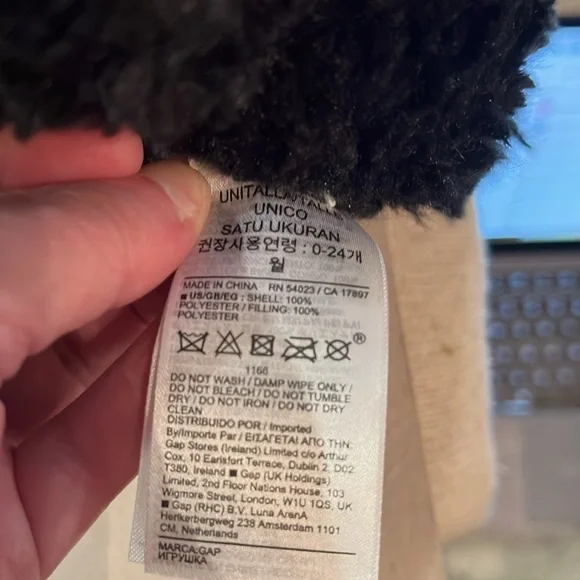 UNITALLA/TALLE
UNICO
SATU UKURAN
권장사용연령 : 0-24개
월
MADE IN CHINA RN 54023 / CA 17897
■ US/GB/EG : SHELL: 100%
POLYESTER / FILLING: 100%
POLYESTER
®
1166
DO NOT WASH / DAMP WIPE ONLY /
DO NOT BLEACH / DO NOT TUMBLE
DRY / DO NOT IRON / DO NOT DRY
CLEAN
DISTRIBUIDO POR / Imported
By/Importe Par / ΕΙΣΑΓΕΤΑΙ ΑΠΟ ΤΗΝ:
Gap Stores (Ireland) Limited c/o Arthur
Cox, 10 Earlsfort Terrace, Dublin 2, D02
T380, Ireland ■ Gap (UK Holdings)
Limited, 2nd Floor Nations House, 103
Wigmore Street, London, W1U 1QS, UK
■ Gap (RHC) B.V. Luna ArenA
Herikerbergweg 238 Amsterdam 1101
CM, Netherlands
MARCA:GAP
ИГРУШКА